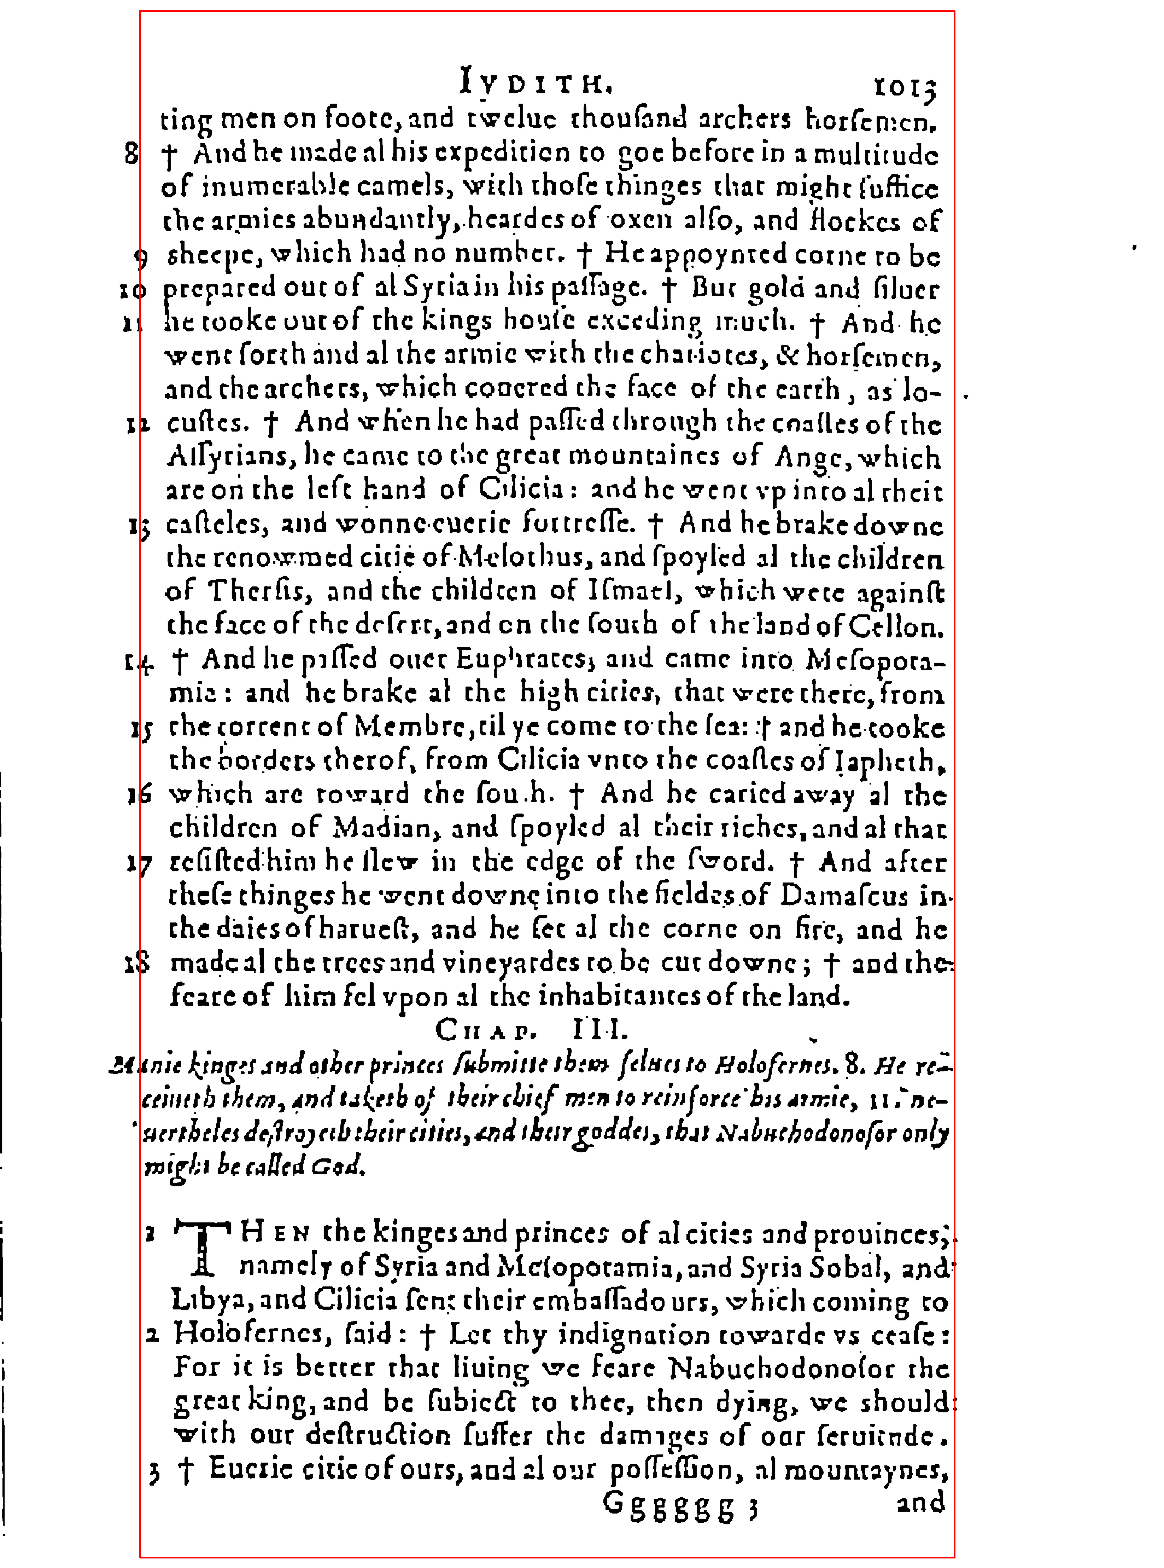 IVDITH. 1013
ting men on foote, and twelue thouſand archers horſemen.
8 † And he made al his expedition to goe before in a multitude
of inumerable camels, with thoſe thinges that might ſuffice
the armies abundantly, heardes of oxen alſo, and flockes of
9 sheepe, which had no number. † He appoynted corne to be
10 prepared out of al Syria in his paſſage. † But gold and ſiluer
11 he tooke out of the kings houſe exceding much. † And he
went forth and al the armie with the chariotes, & horſemen,
and the archers, which couered the face of the earth, as lo-
12 cuſtes. † And when he had paſſed through the coaſtes of the
Aſſyrians, he came to the great mountaines of Ange, which
are on the left hand of Cilicia: and he went vp into al their
13 caſteles, and wonne euerie fortreſſe. † And he brake downe
the renowmed citie of Melothus, and ſpoyled al the children
of Therſis, and the children of Iſmael, which were againſt
the face of the deſert, and on the ſouth of the land of Cellon.
14 † And he paſſed ouer Euphrates, and came into Meſopota-
mia: and he brake al the high cities, that were there, from
15 the torrent of Membre, til ye come to the ſea: † and he tooke
the borders therof, from Cilicia vnto the coaſtes of Iapheth,
16 which are toward the ſouth. † And he caried away al the
children of Madian, and ſpoyled al their riches, and al that
17 reſiſted him he ſlew in the edge of the ſword. † And after
theſe thinges he went downe into the fieldes of Damaſcus in
the daies of harueſt, and he ſet al the corne on fire, and he
18 made al the trees and vineyardes to be cut downe; † and the
feare of him fel vpon al the inhabitantes of the land.
CHAP. III.
Manie kinges and other princes ſubmitte them ſelues to Holofernes. 8. He re-
ceiueth them, and taketh of their chief men to reinforce his armie, 11. ne-
uertheles deſtroyeth their cities, and their goddes, that Nabuchodonoſor only
might be called God.
1 THEN the kinges and princes of al cities and prouinces,
namely of Syria and Meſopotamia, and Syria Sobal, and
Libya, and Cilicia ſent their embaſſadours, which coming to
2 Holofernes, ſaid: † Let thy indignation towarde vs ceaſe:
For it is better that liuing we ſeare Nabuchodonoſor the
great king, and be ſubiect to thee, then dying, we should
with our deſtruction ſuffer the damages of our ſeruitude.
3 † Euerie citie of ours, and al our poſſeſſion, al mountaynes,
Gggggg 3 and